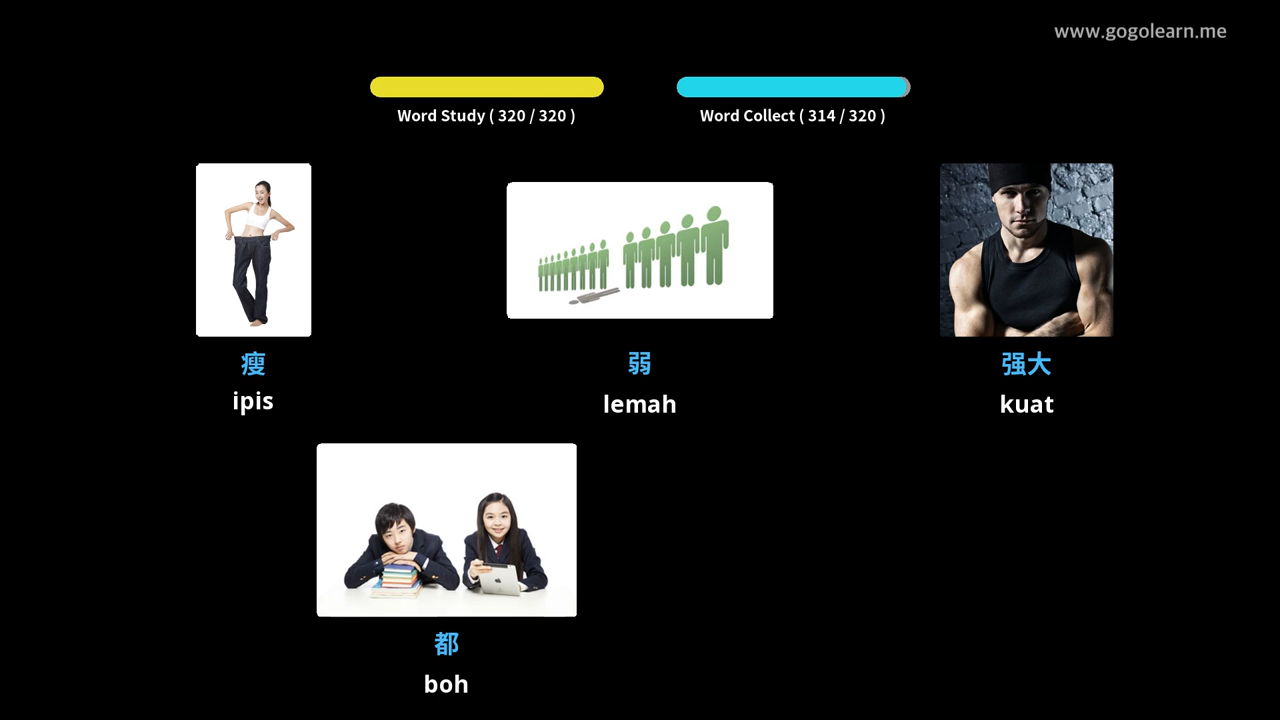 www.gogolearn.me
Word Study ( 320 / 320 )
Word Collect ( 314 / 320 )
瘦
ipis
弱
lemah
强大
kuat
都
boh